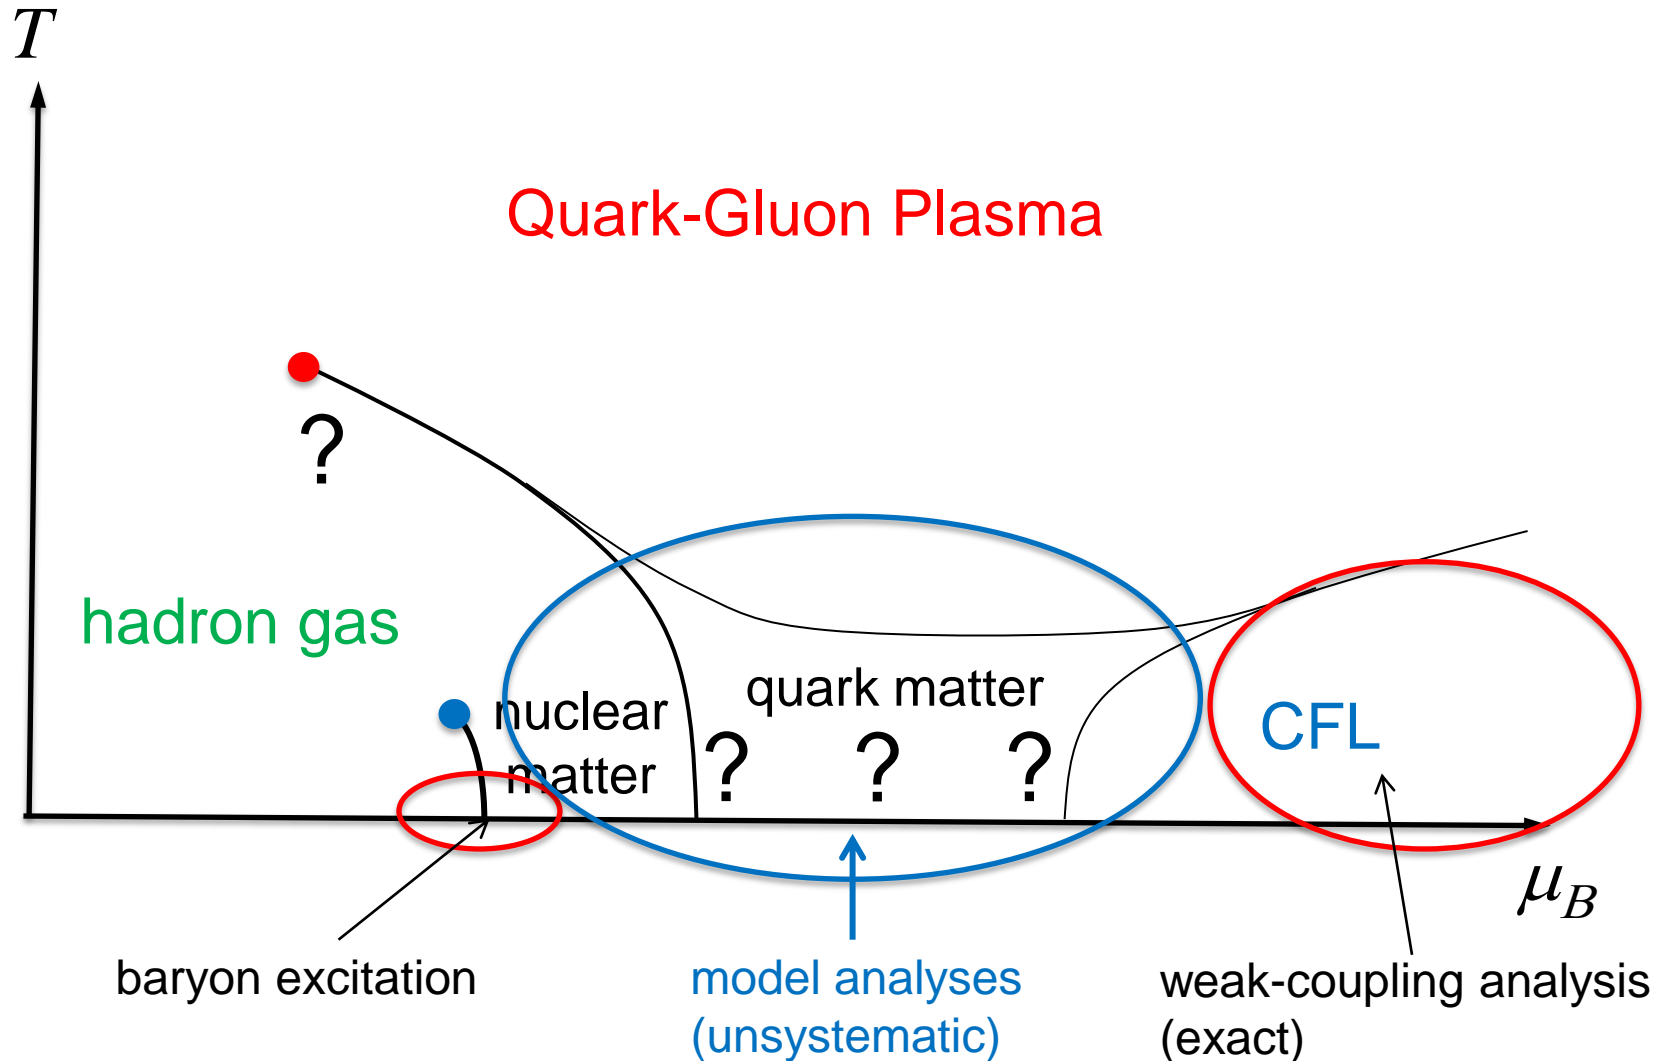 T
Quark-Gluon Plasma
?
hadron gas
nuclear
matter
quark matter
? ? ?
CFL
μB
baryon excitation
model analyses
(unsystematic)
weak-coupling analysis
(exact)